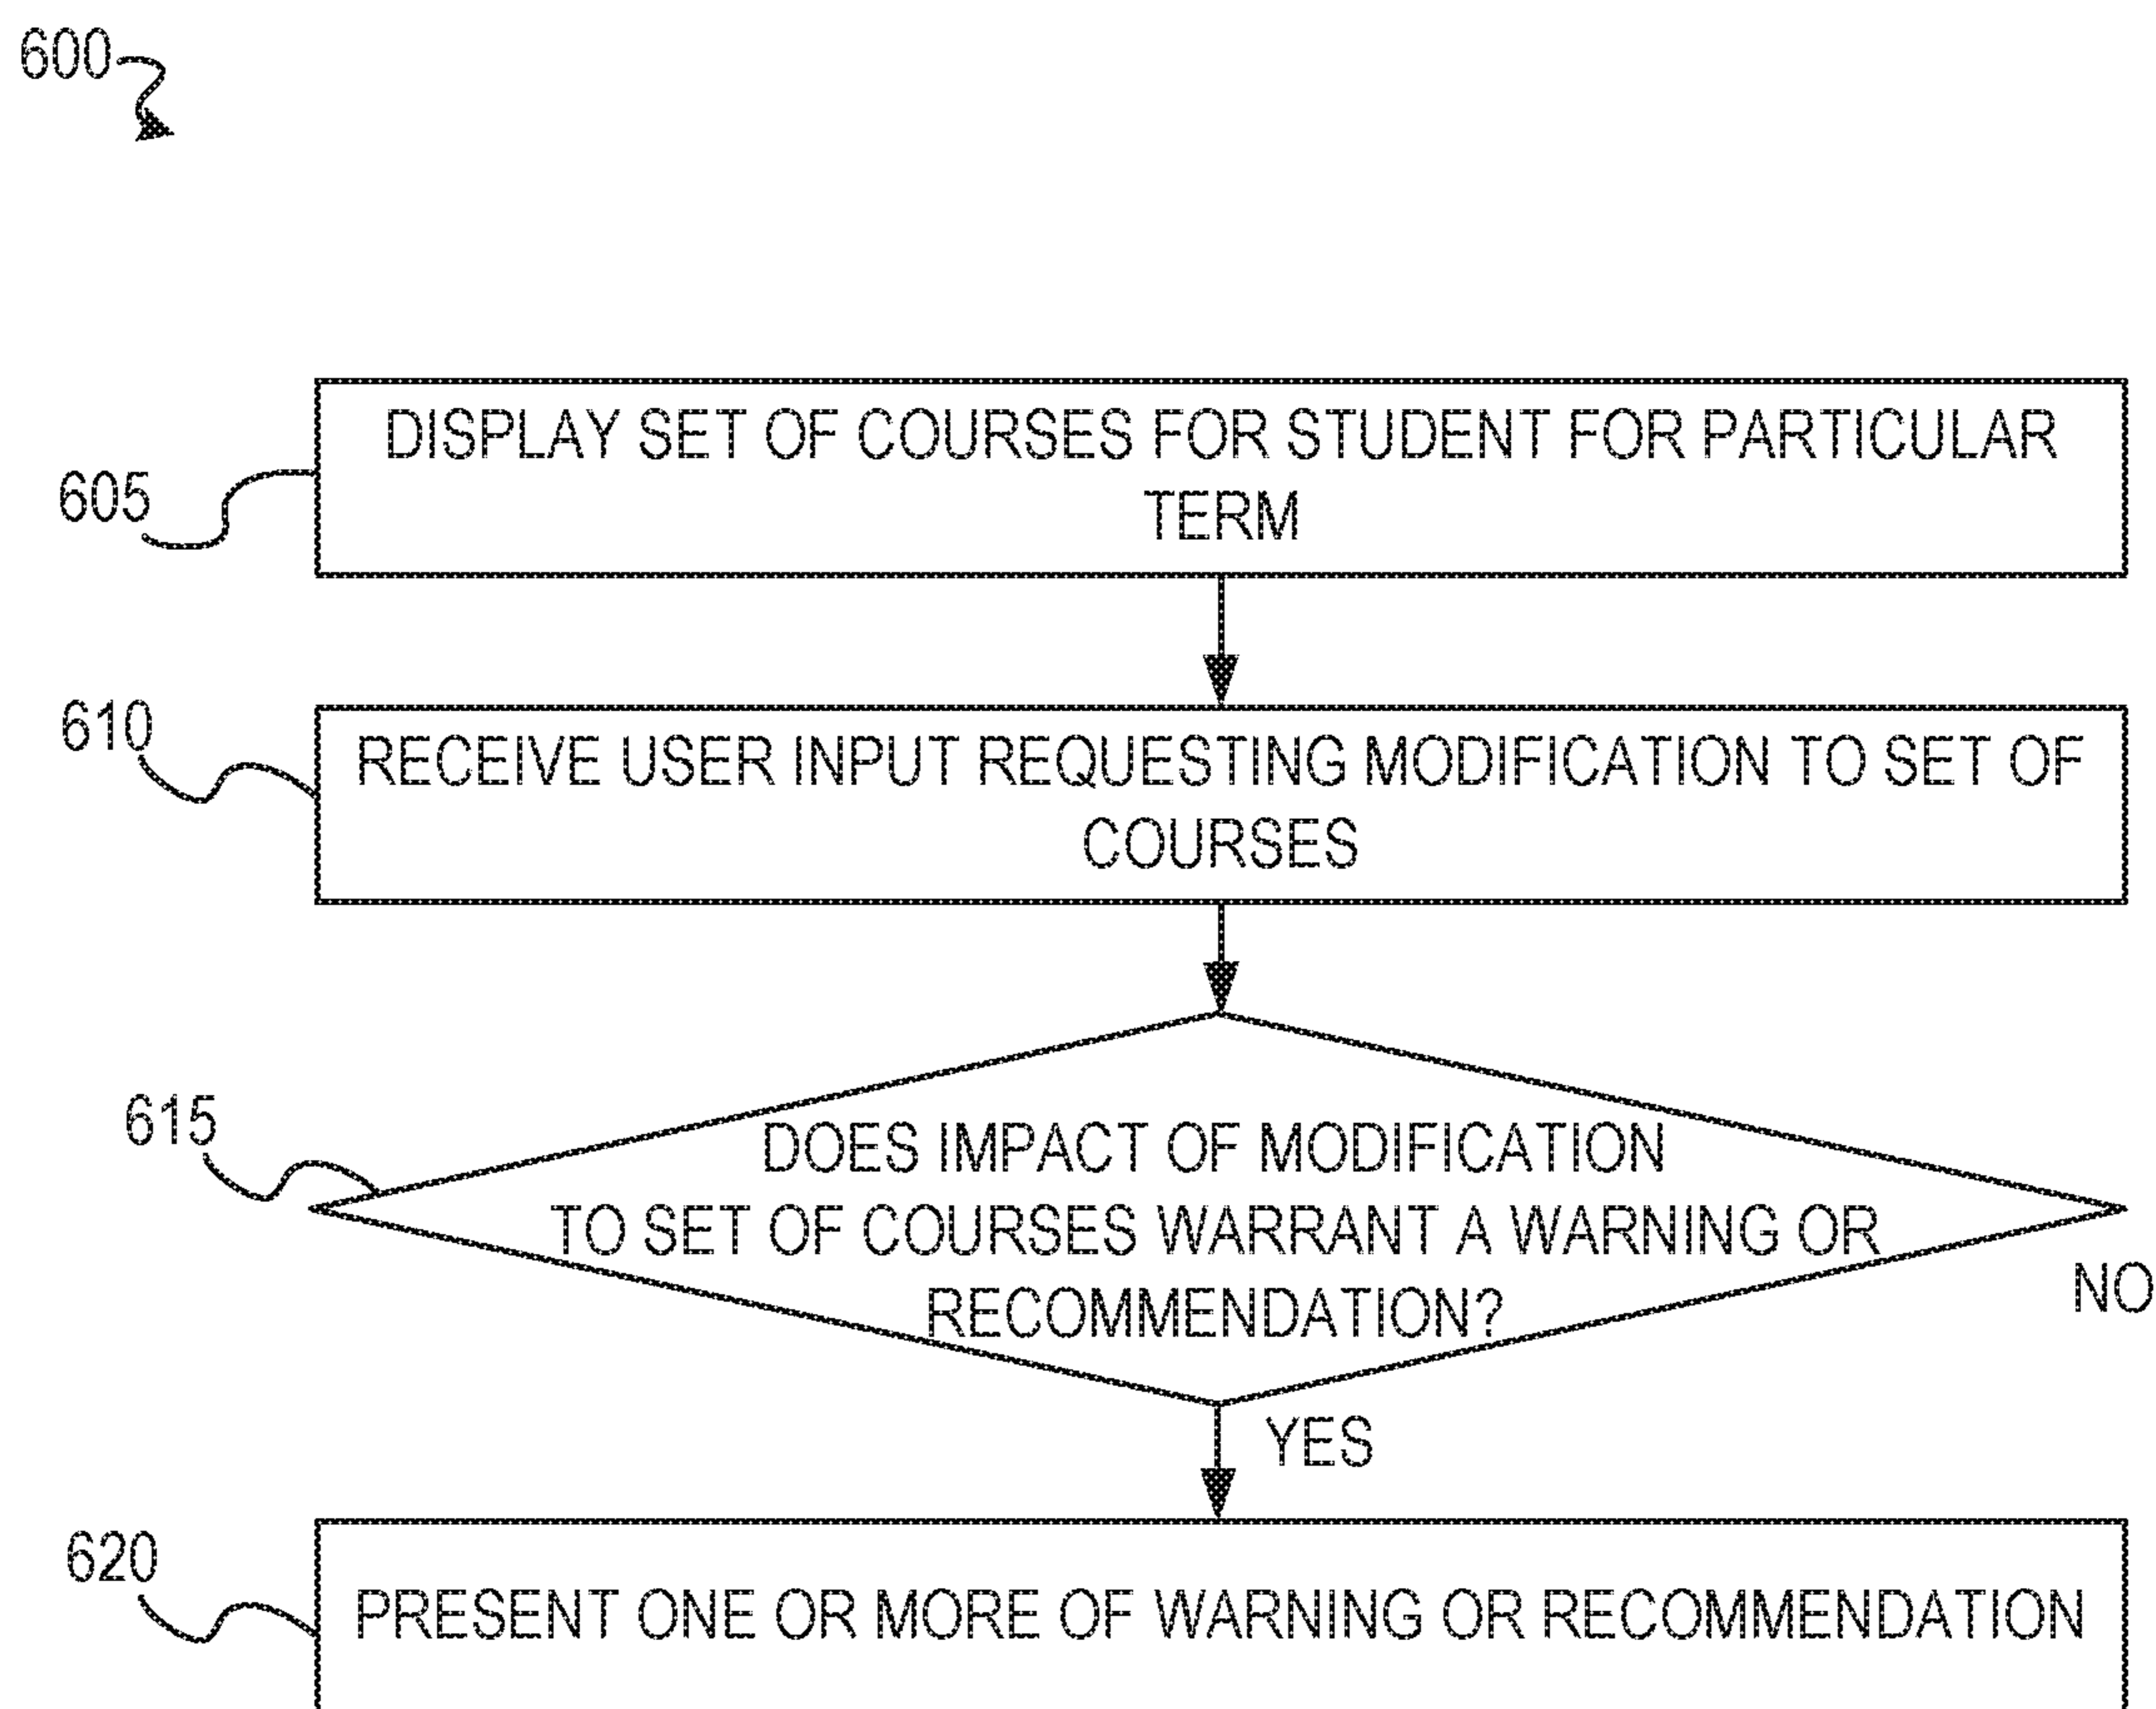 600
605
DISPLAY SET OF COURSES FOR STUDENT FOR PARTICULAR
TERM
610
RECEIVE USER INPUT REQUESTING MODIFICATION TO SET OF
COURSES
615
DOES IMPACT OF MODIFICATION
TO SET OF COURSES WARRANT A WARNING OR
RECOMMENDATION?
NO
YES
620
PRESENT ONE OR MORE OF WARNING OR RECOMMENDATION